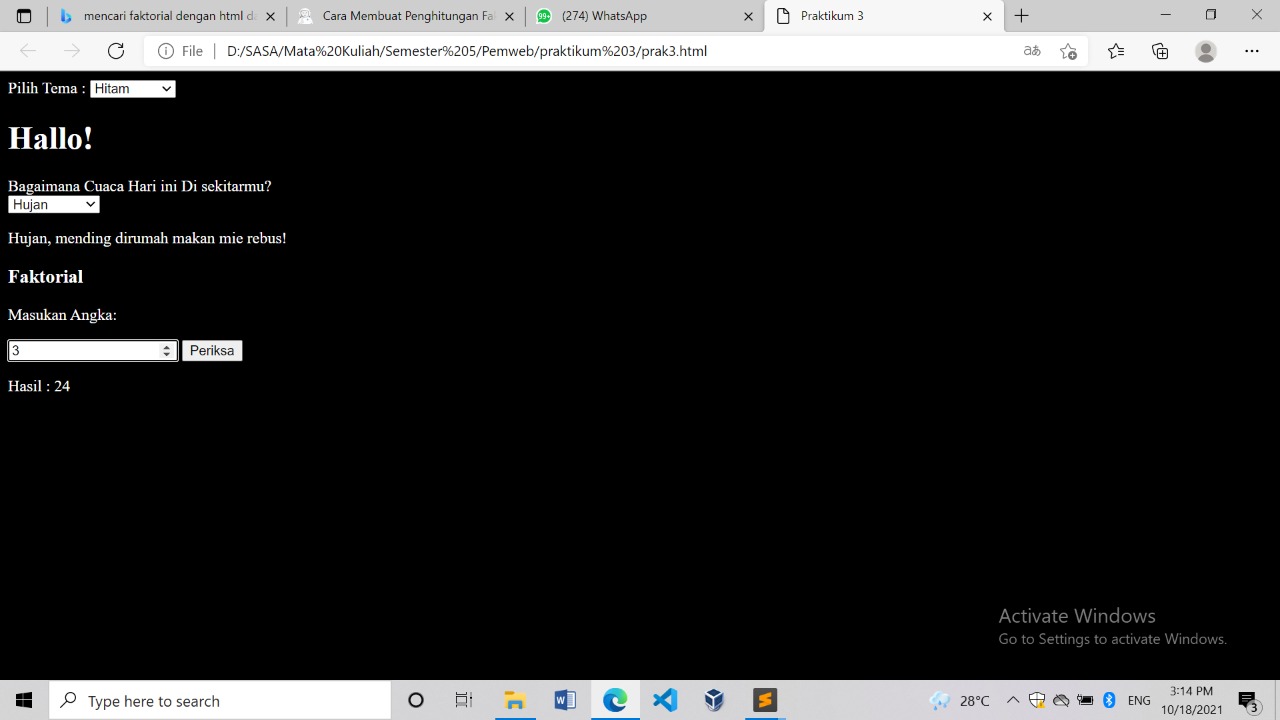 mencari faktorial dengan html da
Cara Membuat Penghitungan Fa
99+
(274) WhatsApp
Praktikum 3
File
D:/SASA/Mata%20Kuliah/Semester%205/Pemweb/praktikum%203/prak3.html
Pilih Tema : Hitam
Hallo!
Bagaimana Cuaca Hari ini Di sekitarmu?
Hujan
Hujan, mending dirumah makan mie rebus!
Faktorial
Masukan Angka:
3 Periksa
Hasil : 24
Activate Windows
Go to Settings to activate Windows.
Type here to search
28°C
ENG
3:14 PM
10/18/2021
3